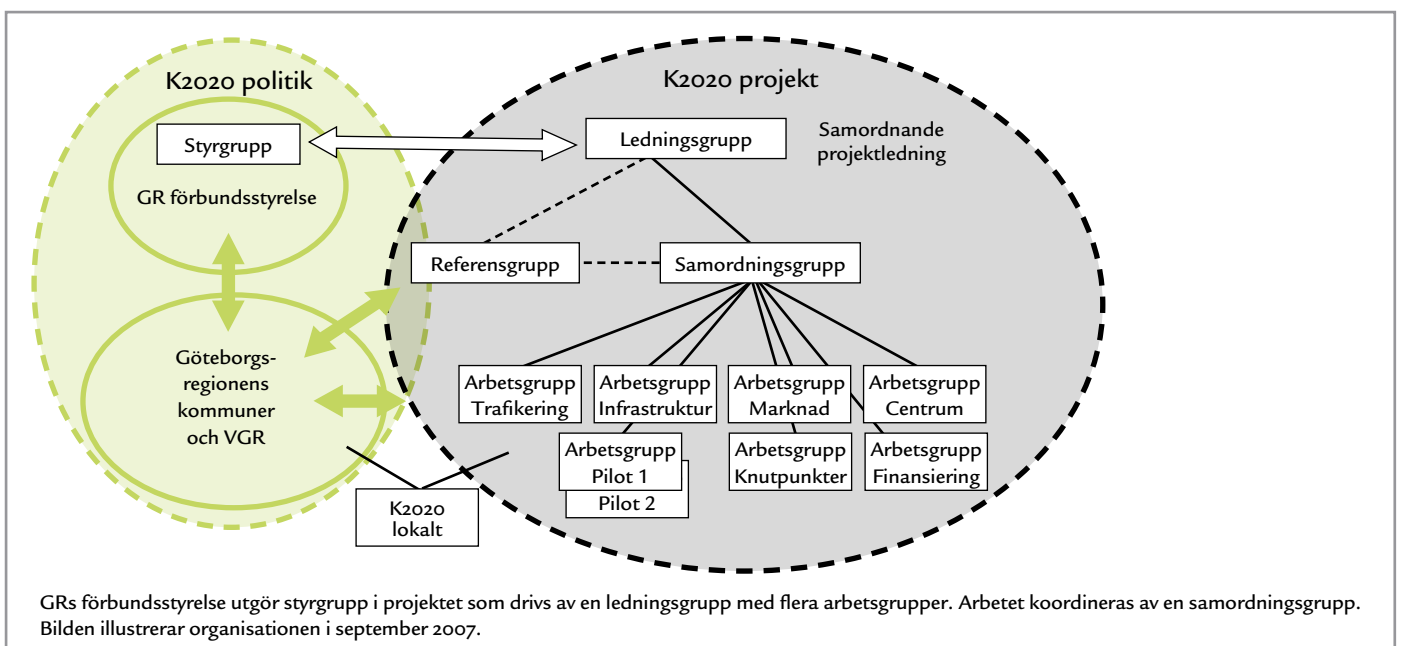 K2020 politik
K2020 projekt
Styrgrupp
GR förbundsstyrelse
Ledningsgrupp
Samordnande
projektledning
Referensgrupp
Samordningsgrupp
Göteborgs-
regionens
kommuner
och VGR
Arbetsgrupp
Trafikering
Arbetsgrupp
Infrastruktur
Arbetsgrupp
Marknad
Arbetsgrupp
Centrum
Arbetsgrupp
Pilot 1
Pilot 2
Arbetsgrupp
Knutpunkter
Arbetsgrupp
Finansiering
K2020
lokalt
GRs förbundsstyrelse utgör styrgrupp i projektet som drivs av en ledningsgrupp med flera arbetsgrupper. Arbetet koordineras av en samordningsgrupp.
Bilden illustrerar organisationen i september 2007.